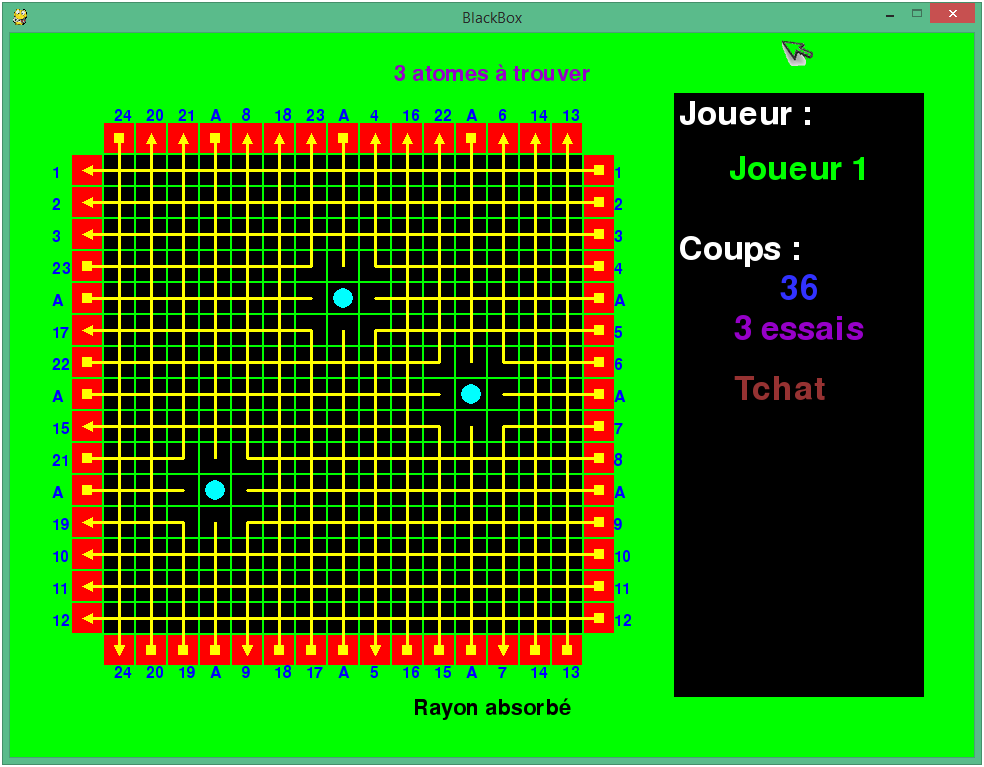 BlackBox
3 atomes à trouver
24 20 21 A 8 18 23 A 4 16 22 A 6 14 13
Joueur :
Joueur 1
Coups :
36
3 essais
Tchat
1 1
2 2
3 3
23 4
A A
17 5
22 6
A A
15 7
21 8
A A
19 9
10 10
11 11
12 12
24 20 19 A 9 18 17 A 5 16 15 A 7 14 13
Rayon absorbé